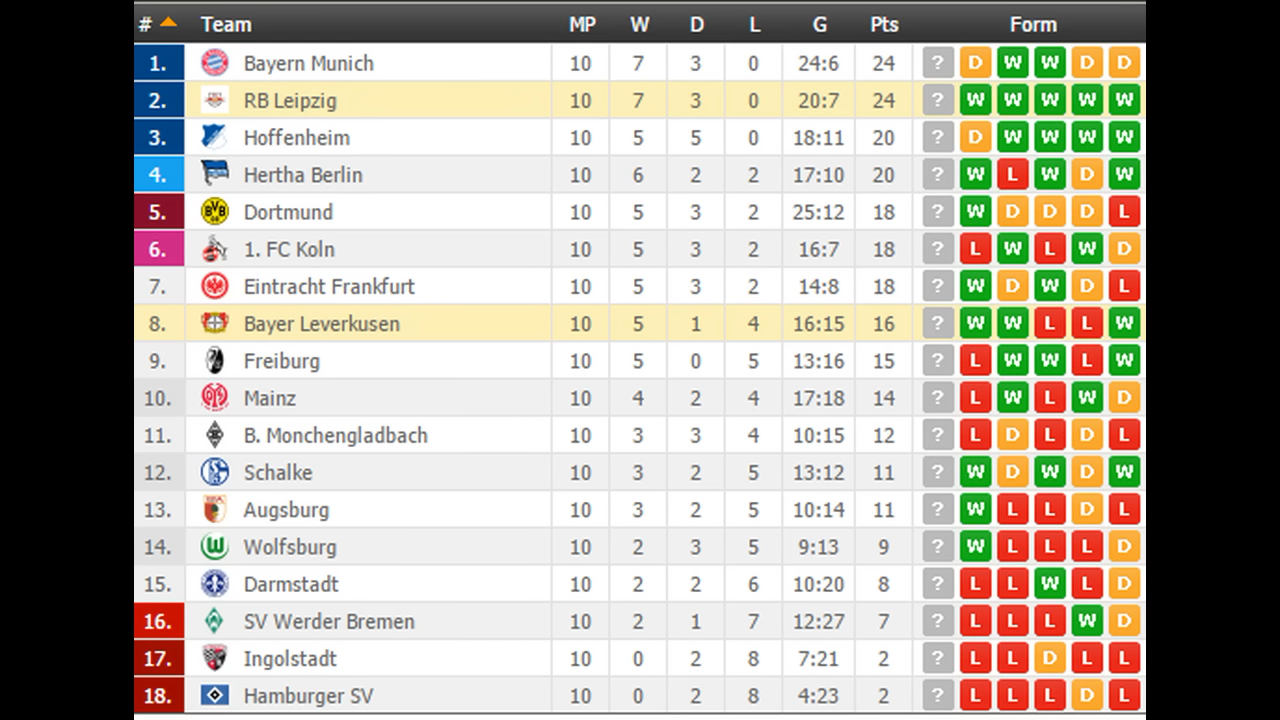 # Team MP W D L G Pts Form
1. Bayern Munich 10 7 3 0 24:6 24 ? D W W D D
2. RB Leipzig 10 7 3 0 20:7 24 ? W W W W W
3. Hoffenheim 10 5 5 0 18:11 20 ? D W W W W
4. Hertha Berlin 10 6 2 2 17:10 20 ? W L W D W
5. Dortmund 10 5 3 2 25:12 18 ? W D D D L
6. 1. FC Koln 10 5 3 2 16:7 18 ? L W L W D
7. Eintracht Frankfurt 10 5 3 2 14:8 18 ? W D W D L
8. Bayer Leverkusen 10 5 1 4 16:15 16 ? W W L L W
9. Freiburg 10 5 0 5 13:16 15 ? L W W L W
10. Mainz 10 4 2 4 17:18 14 ? L W L W D
11. B. Monchengladbach 10 3 3 4 10:15 12 ? L D L D L
12. Schalke 10 3 2 5 13:12 11 ? W D W D W
13. Augsburg 10 3 2 5 10:14 11 ? W L L D L
14. Wolfsburg 10 2 3 5 9:13 9 ? W L L L D
15. Darmstadt 10 2 2 6 10:20 8 ? L L W L D
16. SV Werder Bremen 10 2 1 7 12:27 7 ? L L L W D
17. Ingolstadt 10 0 2 8 7:21 2 ? L L D L L
18. Hamburger SV 10 0 2 8 4:23 2 ? L L L D L